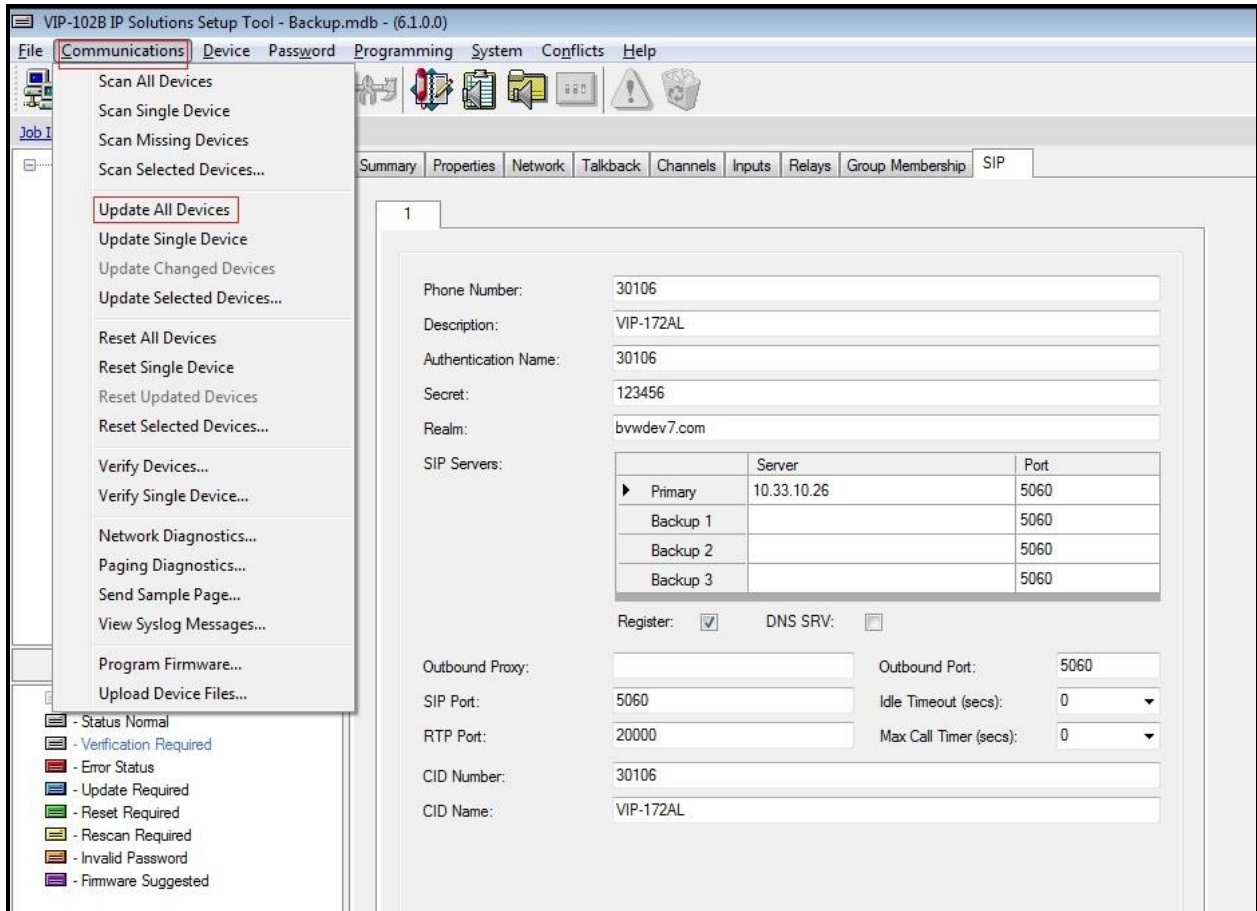 VIP-102B IP Solutions Setup Tool - Backup.mdb - (6.1.0.0)
File Communications Device Password Programming System Conflicts Help
Job I
Scan All Devices
Scan Single Device
Scan Missing Devices
Scan Selected Devices...
Update All Devices
Update Single Device
Update Changed Devices
Update Selected Devices...
Reset All Devices
Reset Single Device
Reset Updated Devices
Reset Selected Devices...
Verify Devices...
Verify Single Device...
Network Diagnostics...
Paging Diagnostics...
Send Sample Page...
View Syslog Messages...
Program Firmware...
Upload Device Files...
- Status Normal
- Verification Required
- Error Status
- Update Required
- Reset Required
- Rescan Required
- Invalid Password
- Firmware Suggested
Summary Properties Network Talkback Channels Inputs Relays Group Membership SIP
1
Phone Number: 30106
Description: VIP-172AL
Authentication Name: 30106
Secret: 123456
Realm: bvwdev7.com
SIP Servers:
Server Port
Primary 10.33.10.26 5060
Backup 1 5060
Backup 2 5060
Backup 3 5060
Register: DNS SRV:
Outbound Proxy: Outbound Port: 5060
SIP Port: 5060 Idle Timeout (secs): 0
RTP Port: 20000 Max Call Timer (secs): 0
CID Number: 30106
CID Name: VIP-172AL